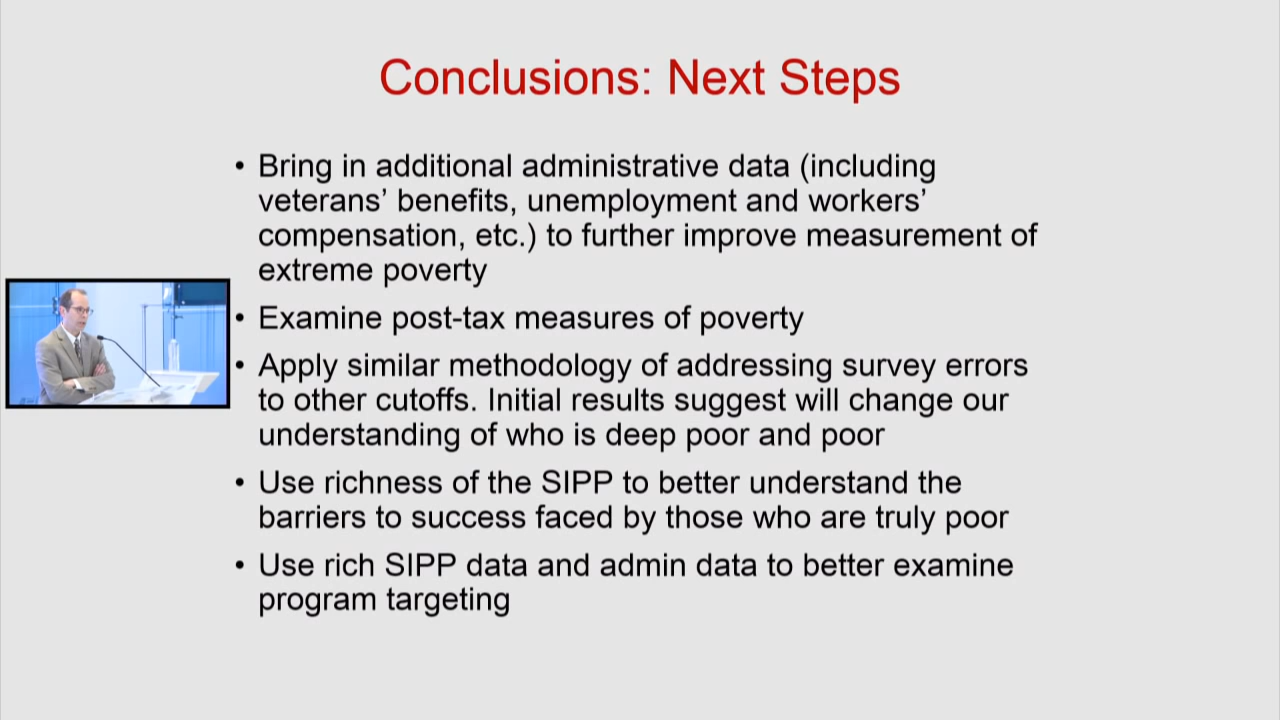 Conclusions: Next Steps
• Bring in additional administrative data (including
veterans’ benefits, unemployment and workers’
compensation, etc.) to further improve measurement of
extreme poverty
• Examine post-tax measures of poverty
• Apply similar methodology of addressing survey errors
to other cutoffs. Initial results suggest will change our
understanding of who is deep poor and poor
• Use richness of the SIPP to better understand the
barriers to success faced by those who are truly poor
• Use rich SIPP data and admin data to better examine
program targeting